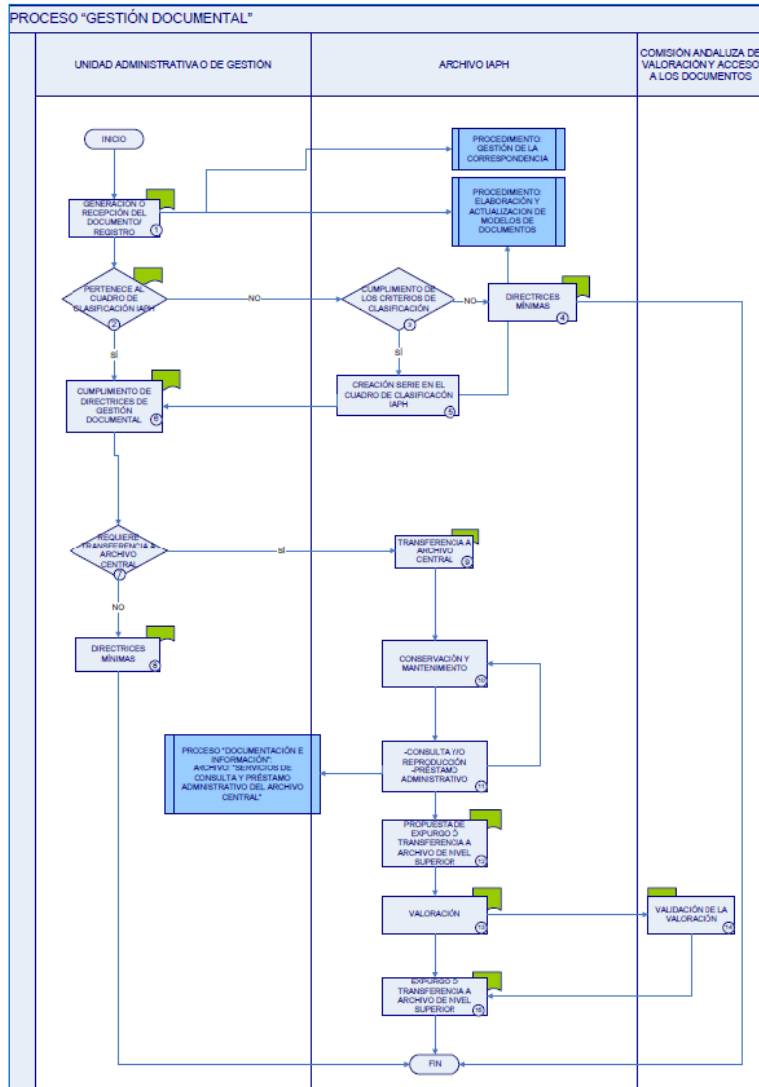 PROCESO "GESTIÓN DOCUMENTAL"
UNIDAD ADMINISTRATIVA O DE GESTIÓN
ARCHIVO IAPH
COMISIÓN ANDALUZA DE
VALORACIÓN Y ACCESO
A LOS DOCUMENTOS
INICIO
PROCEDIMIENTO:
GESTIÓN DE LA
CORRESPONDENCIA
GENERACIÓN O
RECEPCIÓN DEL
DOCUMENTO/
REGISTRO
1
PROCEDIMIENTO:
ELABORACIÓN Y
ACTUALIZACION DE
MODELOS DE
DOCUMENTOS
PERTENECE AL
CUADRO DE
CLASIFICACIÓN IAPH
2
NO
CUMPLIMIENTO DE
LOS CRITERIOS DE
CLASIFICACIÓN
3
NO
DIRECTRICES
MÍNIMAS
4
SÍ
SÍ
CUMPLIMIENTO DE
DIRECTRICES DE
GESTIÓN
DOCUMENTAL
6
CREACIÓN SERIE EN EL
CUADRO DE CLASIFICACÓN
IAPH
5
REQUIERE
TRANSFERENCIA A
ARCHIVO
CENTRAL
7
SÍ
TRANSFERENCIA A
ARCHIVO
CENTRAL
9
NO
DIRECTRICES
MÍNIMAS
8
CONSERVACIÓN Y
MANTENIMIENTO
10
PROCESO "DOCUMENTACIÓN E
INFORMACIÓN":
ARCHIVO: "SERVICIOS DE
CONSULTA Y PRÉSTAMO
ADMINISTRATIVO DEL ARCHIVO
CENTRAL"
-CONSULTA Y/O
REPRODUCCIÓN
-PRÉSTAMO
ADMINISTRATIVO
11
PROPUESTA DE
EXPURGO Ó
TRANSFERENCIA A
ARCHIVO DE NIVEL
SUPERIOR
12
VALORACIÓN
13
VALIDACIÓN DE LA
VALORACIÓN
14
EXPURGO Ó
TRANSFERENCIA A
ARCHIVO DE NIVEL
SUPERIOR
15
FIN